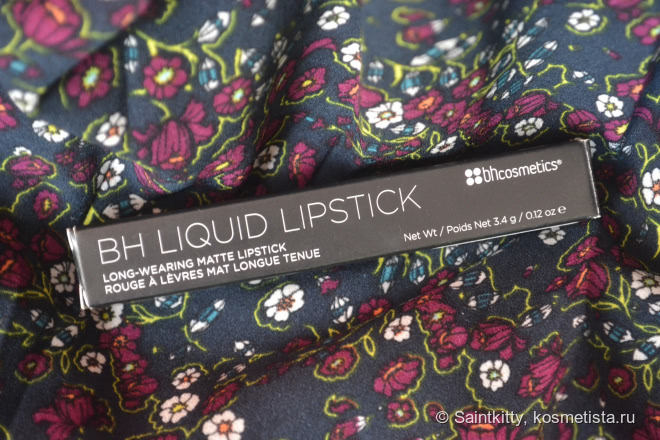 bhcosmetics®
BH LIQUID LIPSTICK
LONG-WEARING MATTE LIPSTICK
ROUGE À LÈVRES MAT LONGUE TENUE
Net Wt / Poids Net 3.4 g / 0.12 oz ℮
© Saintkitty, kosmetista.ru